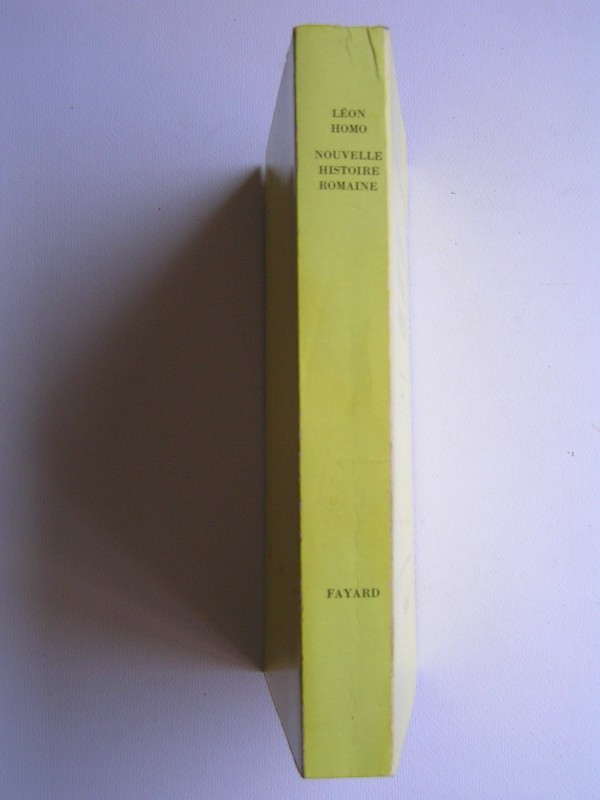 LÉON
HOMO
NOUVELLE
HISTOIRE
ROMAINE
FAYARD